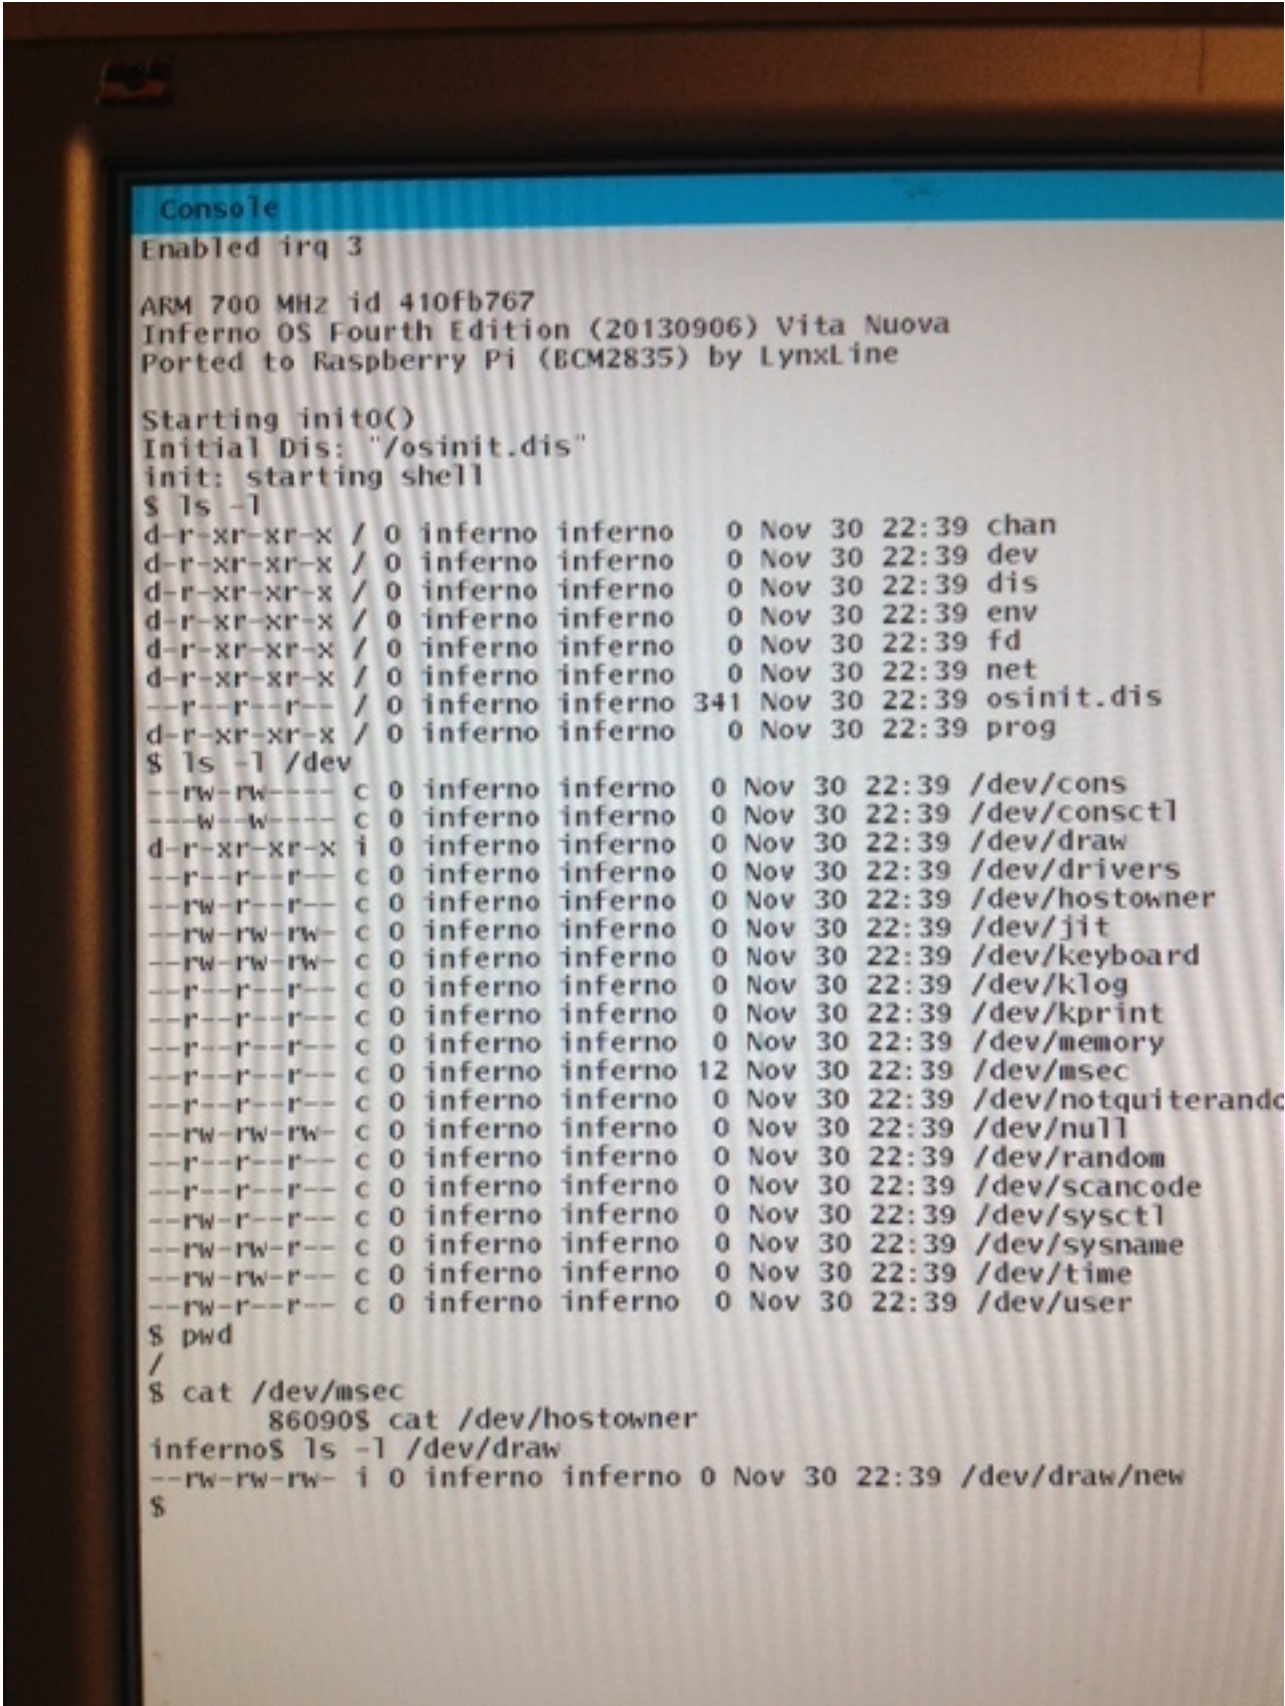 Console
Enabled irq 3
ARM 700 MHz id 410fb767
Inferno OS Fourth Edition (20130906) Vita Nuova
Ported to Raspberry Pi (BCM2835) by LynxLine
Starting init0()
Initial Dis: "/osinit.dis"
init: starting shell
$ ls -l
d-r-xr-xr-x / 0 inferno inferno   0 Nov 30 22:39 chan
d-r-xr-xr-x / 0 inferno inferno   0 Nov 30 22:39 dev
d-r-xr-xr-x / 0 inferno inferno   0 Nov 30 22:39 dis
d-r-xr-xr-x / 0 inferno inferno   0 Nov 30 22:39 env
d-r-xr-xr-x / 0 inferno inferno   0 Nov 30 22:39 fd
d-r-xr-xr-x / 0 inferno inferno   0 Nov 30 22:39 net
--r--r--r-- / 0 inferno inferno 341 Nov 30 22:39 osinit.dis
d-r-xr-xr-x / 0 inferno inferno   0 Nov 30 22:39 prog
$ ls -l /dev
--rw-rw---- c 0 inferno inferno  0 Nov 30 22:39 /dev/cons
---w--w---- c 0 inferno inferno  0 Nov 30 22:39 /dev/consctl
d-r-xr-xr-x i 0 inferno inferno  0 Nov 30 22:39 /dev/draw
--r--r--r-- c 0 inferno inferno  0 Nov 30 22:39 /dev/drivers
--rw-r--r-- c 0 inferno inferno  0 Nov 30 22:39 /dev/hostowner
--rw-rw-rw- c 0 inferno inferno  0 Nov 30 22:39 /dev/jit
--rw-rw-rw- c 0 inferno inferno  0 Nov 30 22:39 /dev/keyboard
--r--r--r-- c 0 inferno inferno  0 Nov 30 22:39 /dev/klog
--r--r--r-- c 0 inferno inferno  0 Nov 30 22:39 /dev/kprint
--r--r--r-- c 0 inferno inferno  0 Nov 30 22:39 /dev/memory
--r--r--r-- c 0 inferno inferno 12 Nov 30 22:39 /dev/msec
--r--r--r-- c 0 inferno inferno  0 Nov 30 22:39 /dev/notquiterando
--rw-rw-rw- c 0 inferno inferno  0 Nov 30 22:39 /dev/null
--r--r--r-- c 0 inferno inferno  0 Nov 30 22:39 /dev/random
--r--r--r-- c 0 inferno inferno  0 Nov 30 22:39 /dev/scancode
--rw-r--r-- c 0 inferno inferno  0 Nov 30 22:39 /dev/sysctl
--rw-rw-r-- c 0 inferno inferno  0 Nov 30 22:39 /dev/sysname
--rw-rw-r-- c 0 inferno inferno  0 Nov 30 22:39 /dev/time
--rw-r--r-- c 0 inferno inferno  0 Nov 30 22:39 /dev/user
$ pwd
/
$ cat /dev/msec
       86090$ cat /dev/hostowner
inferno$ ls -l /dev/draw
--rw-rw-rw- i 0 inferno inferno 0 Nov 30 22:39 /dev/draw/new
$